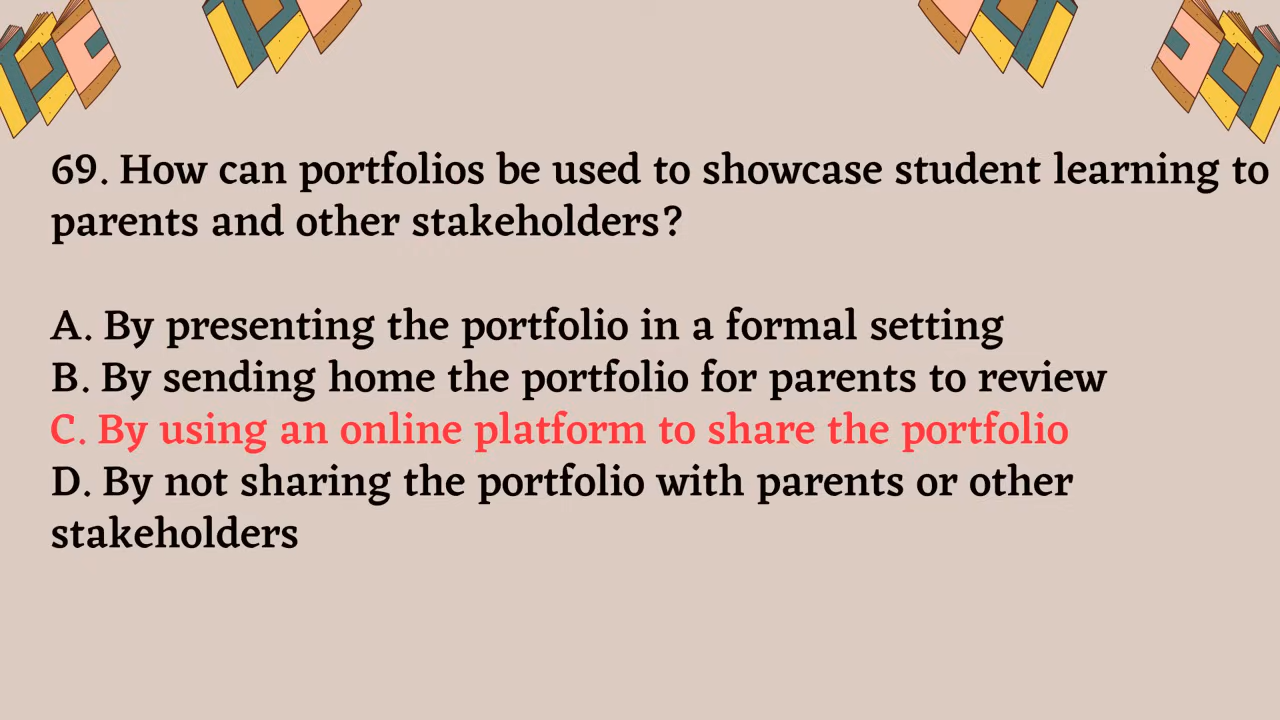 69. How can portfolios be used to showcase student learning to
parents and other stakeholders?
A. By presenting the portfolio in a formal setting
B. By sending home the portfolio for parents to review
C. By using an online platform to share the portfolio
D. By not sharing the portfolio with parents or other
stakeholders